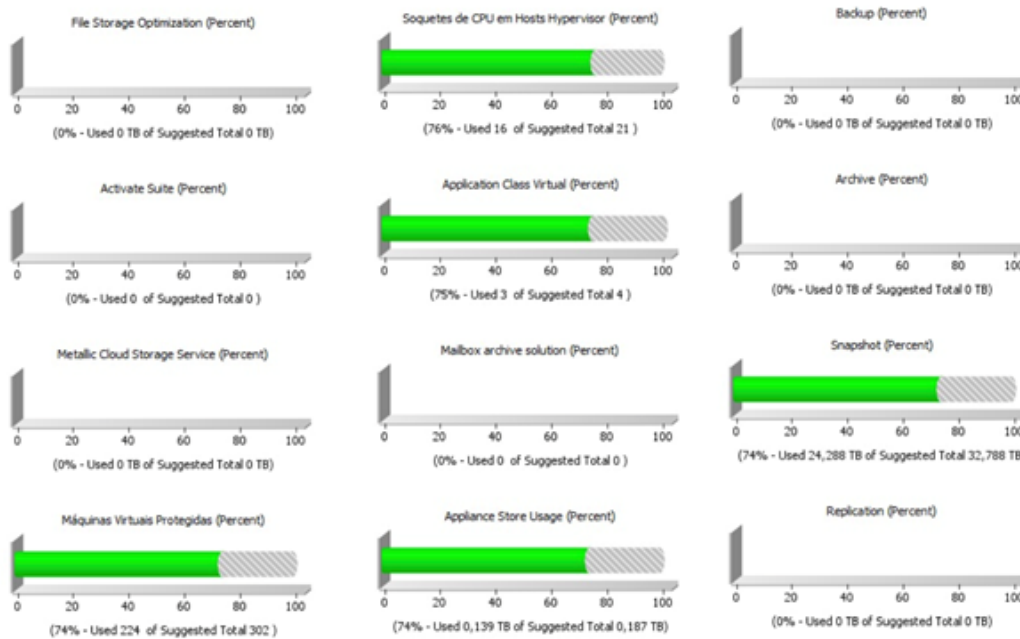 File Storage Optimization (Percent)
0 20 40 60 80 100
(0% - Used 0 TB of Suggested Total 0 TB)
Soquetes de CPU em Hosts Hypervisor (Percent)
0 20 40 60 80 100
(76% - Used 16 of Suggested Total 21 )
Backup (Percent)
0 20 40 60 80 100
(0% - Used 0 TB of Suggested Total 0 TB)
Activate Suite (Percent)
0 20 40 60 80 100
(0% - Used 0 of Suggested Total 0 )
Application Class Virtual (Percent)
0 20 40 60 80 100
(75% - Used 3 of Suggested Total 4 )
Archive (Percent)
0 20 40 60 80 100
(0% - Used 0 TB of Suggested Total 0 TB)
Metallic Cloud Storage Service (Percent)
0 20 40 60 80 100
(0% - Used 0 TB of Suggested Total 0 TB)
Mailbox archive solution (Percent)
0 20 40 60 80 100
(0% - Used 0 of Suggested Total 0 )
Snapshot (Percent)
0 20 40 60 80 100
(74% - Used 24,288 TB of Suggested Total 32,788 TB
Máquinas Virtuais Protegidas (Percent)
0 20 40 60 80 100
(74% - Used 224 of Suggested Total 302 )
Appliance Store Usage (Percent)
0 20 40 60 80 100
(74% - Used 0,139 TB of Suggested Total 0,187 TB)
Replication (Percent)
0 20 40 60 80 100
(0% - Used 0 TB of Suggested Total 0 TB)